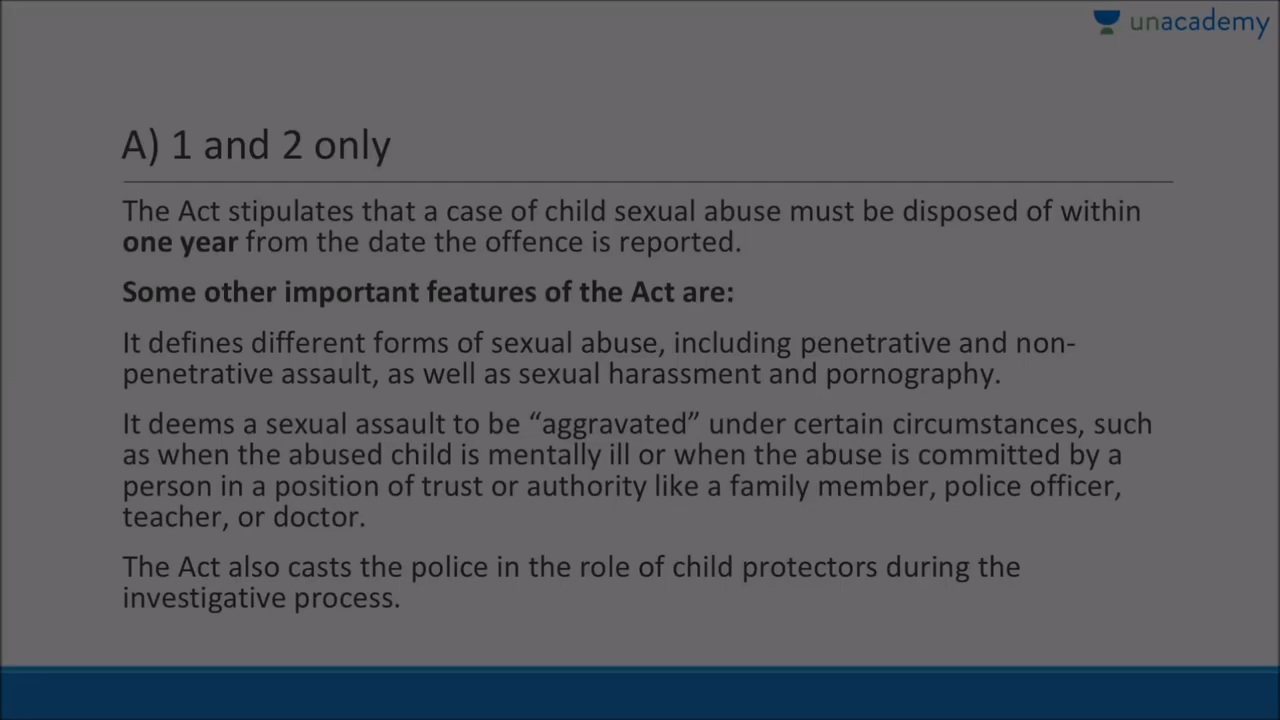 unacademy
A) 1 and 2 only
The Act stipulates that a case of child sexual abuse must be disposed of within
one year from the date the offence is reported.
Some other important features of the Act are:
It defines different forms of sexual abuse, including penetrative and non-
penetrative assault, as well as sexual harassment and pornography.
It deems a sexual assault to be “aggravated” under certain circumstances, such
as when the abused child is mentally ill or when the abuse is committed by a
person in a position of trust or authority like a family member, police officer,
teacher, or doctor.
The Act also casts the police in the role of child protectors during the
investigative process.